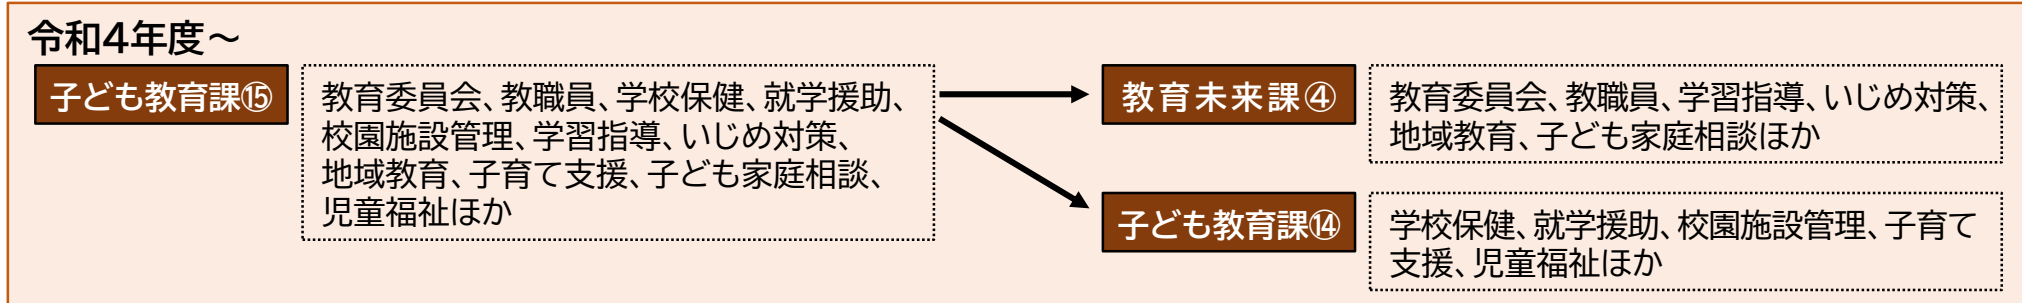 令和4年度～
子ども教育課⑮
教育委員会、教職員、学校保健、就学援助、
校園施設管理、学習指導、いじめ対策、
地域教育、子育て支援、子ども家庭相談、
児童福祉ほか
教育未来課④
教育委員会、教職員、学習指導、いじめ対策、
地域教育、子ども家庭相談ほか
子ども教育課⑭
学校保健、就学援助、校園施設管理、子育て
支援、児童福祉ほか